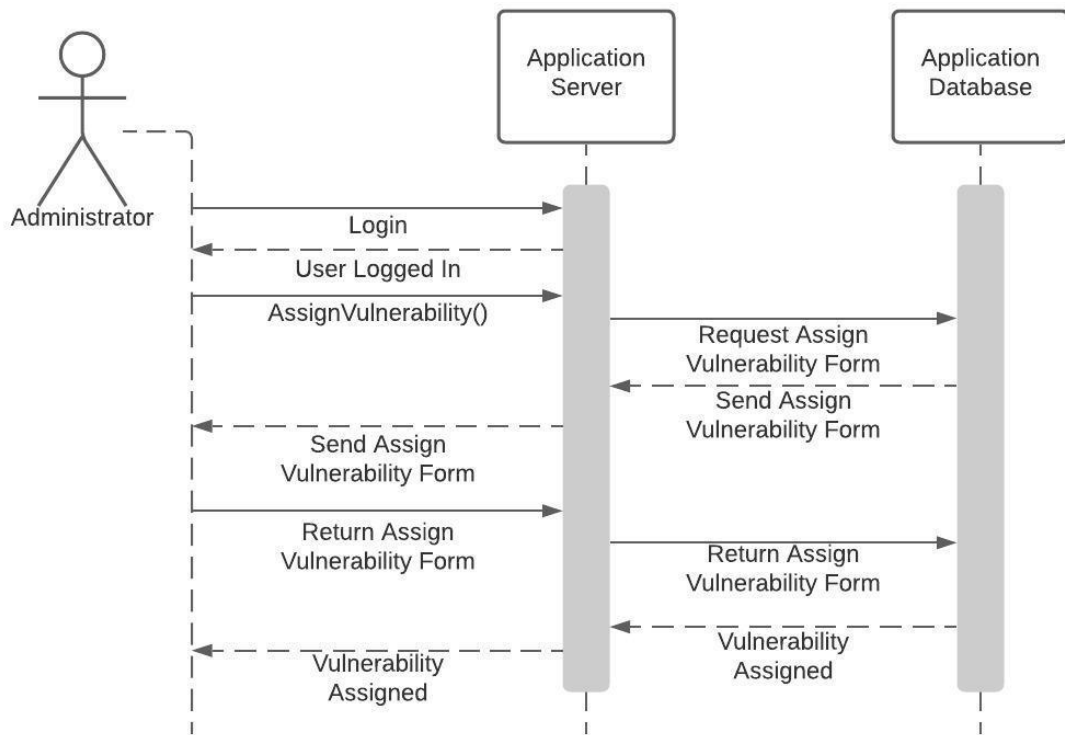 Application
Server
Application
Database
Administrator
Login
User Logged In
AssignVulnerability()
Request Assign
Vulnerability Form
Send Assign
Vulnerability Form
Send Assign
Vulnerability Form
Return Assign
Vulnerability Form
Return Assign
Vulnerability Form
Vulnerability
Assigned
Vulnerability
Assigned